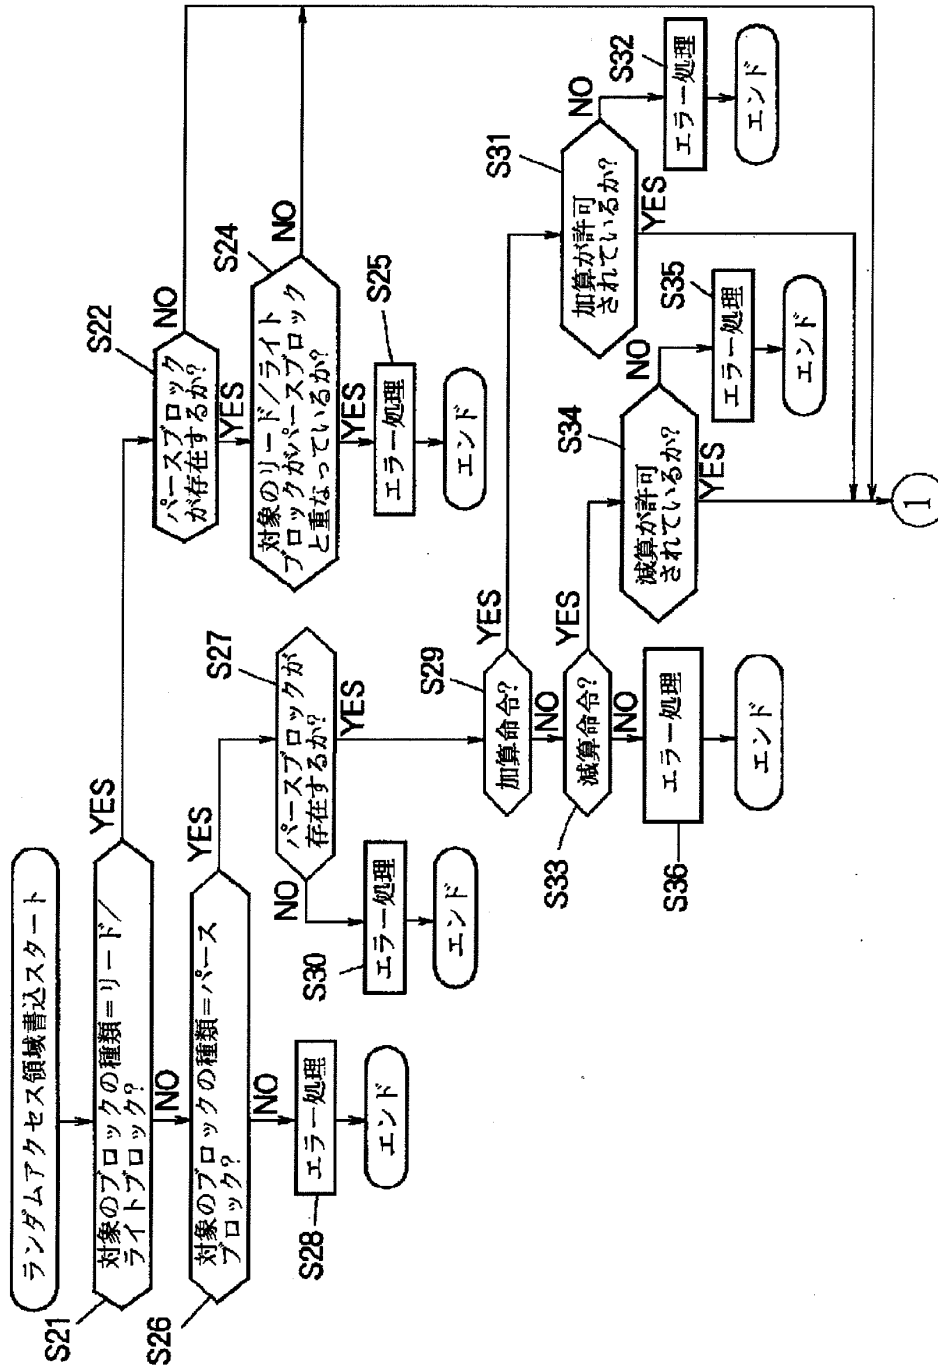 ランダムアクセス領域書込スタート
S21
対象のブロックの種類=リード/
ライトブロック?
YES
NO
S22
パースブロック
が存在するか?
NO
YES
S24
対象のリード/ライト
ブロックがパースブロック
と重なっているか?
NO
YES
S25
エラー処理
エンド
S26
対象のブロックの種類=パース
ブロック?
YES
NO
S28
エラー処理
エンド
S27
パースブロックが
存在するか?
NO
YES
S30
エラー処理
エンド
S29
加算命令?
YES
NO
S31
加算が許可
されているか?
NO
YES
S32
エラー処理
エンド
S33
減算命令?
YES
NO
S34
減算が許可
されているか?
NO
YES
S35
エラー処理
エンド
S36
エラー処理
エンド
1